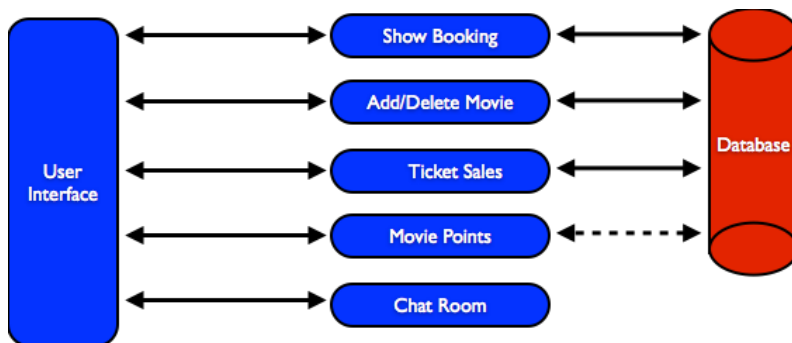 Show Booking
Add/Delete Movie
User
Interface
Ticket Sales
Database
Movie Points
Chat Room